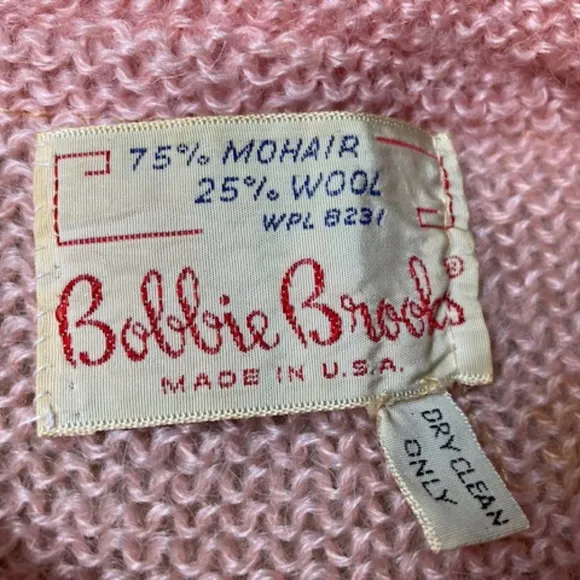 75% MOHAIR
25% WOOL
WPL 8231
Bobbie Brooks®
MADE IN U.S.A.
DRY CLEAN
ONLY